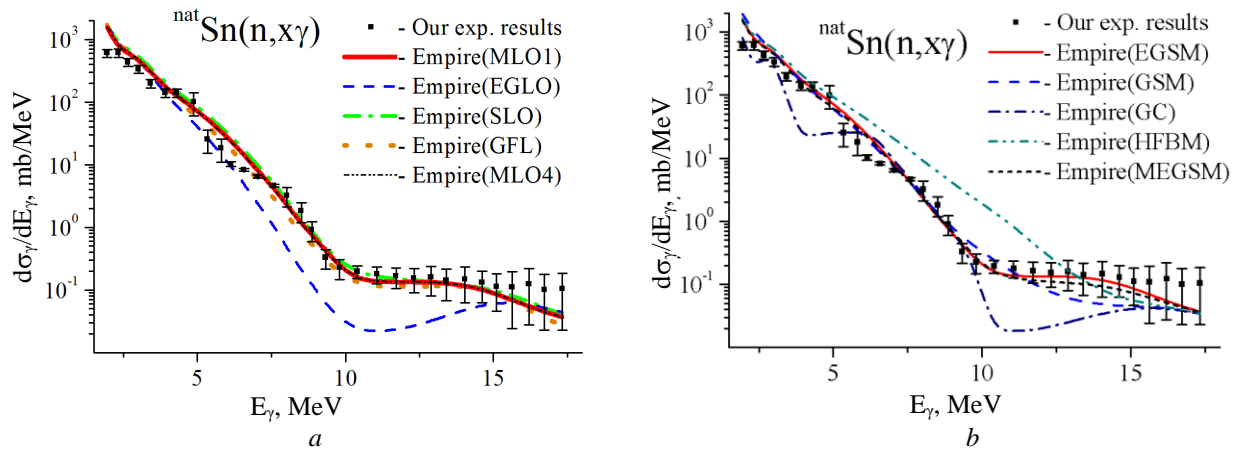 natSn(n,xγ)
- Our exp. results
- Empire(MLO1)
- Empire(EGLO)
- Empire(SLO)
- Empire(GFL)
- Empire(MLO4)
dσγ/dEγ, mb/MeV
10³
10²
10¹
10⁰
10⁻¹
5 10 15
Eγ, MeV
a
natSn(n,xγ)
- Our exp. results
- Empire(EGSM)
- Empire(GSM)
- Empire(GC)
- Empire(HFBM)
- Empire(MEGSM)
dσγ/dEγ, mb/MeV
10³
10²
10¹
10⁰
10⁻¹
5 10 15
Eγ, MeV
b